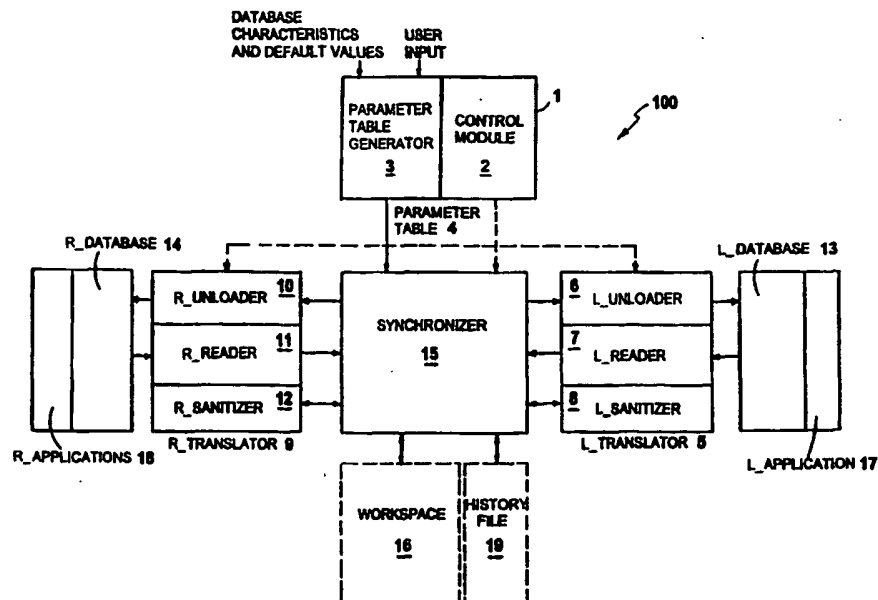 DATABASE
CHARACTERISTICS
AND DEFAULT VALUES
USER
INPUT
1
100
PARAMETER
TABLE
GENERATOR
3
CONTROL
MODULE
2
PARAMETER
TABLE 4
R_DATABASE 14
L_DATABASE 13
R_UNLOADER 10
R_READER 11
R_SANITIZER 12
SYNCHRONIZER
15
6 L_UNLOADER
7 L_READER
8 L_SANITIZER
R_APPLICATIONS 18
R_TRANSLATOR 9
L_TRANSLATOR 5
L_APPLICATION 17
WORKSPACE
16
HISTORY
FILE
19